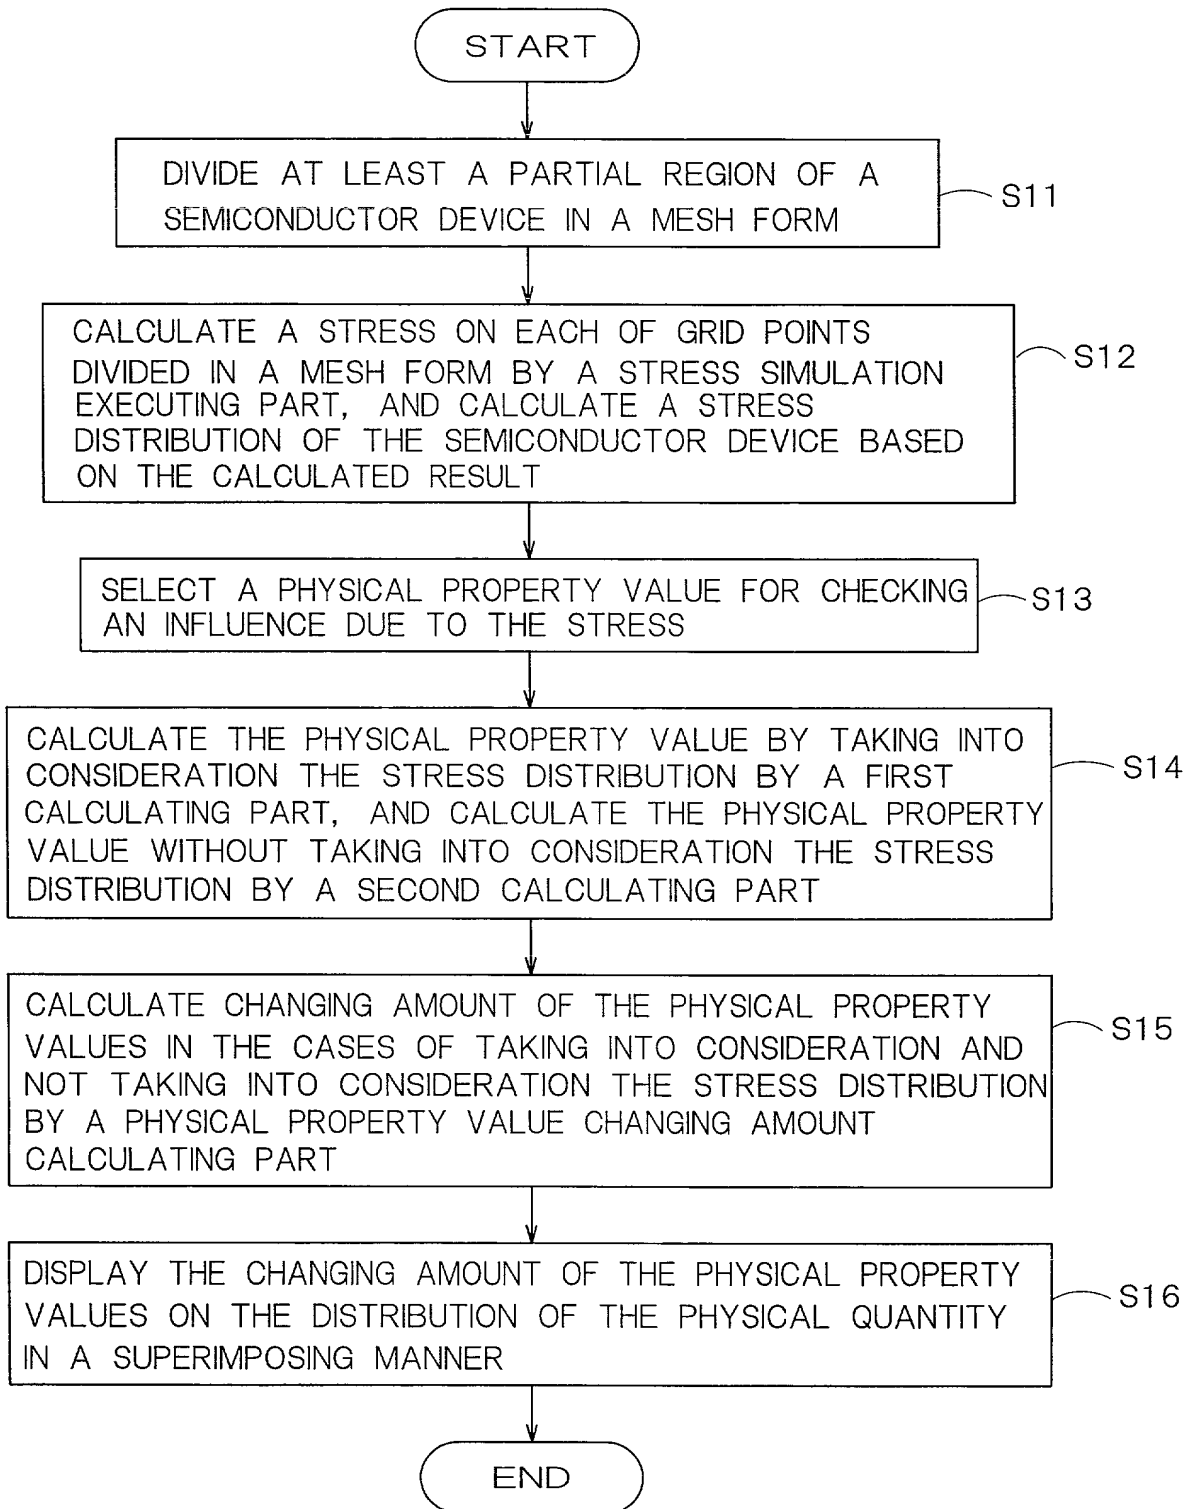 START
DIVIDE AT LEAST A PARTIAL REGION OF A
SEMICONDUCTOR DEVICE IN A MESH FORM
S11
CALCULATE A STRESS ON EACH OF GRID POINTS
DIVIDED IN A MESH FORM BY A STRESS SIMULATION
EXECUTING PART, AND CALCULATE A STRESS
DISTRIBUTION OF THE SEMICONDUCTOR DEVICE BASED
ON THE CALCULATED RESULT
S12
SELECT A PHYSICAL PROPERTY VALUE FOR CHECKING
AN INFLUENCE DUE TO THE STRESS
S13
CALCULATE THE PHYSICAL PROPERTY VALUE BY TAKING INTO
CONSIDERATION THE STRESS DISTRIBUTION BY A FIRST
CALCULATING PART, AND CALCULATE THE PHYSICAL PROPERTY
VALUE WITHOUT TAKING INTO CONSIDERATION THE STRESS
DISTRIBUTION BY A SECOND CALCULATING PART
S14
CALCULATE CHANGING AMOUNT OF THE PHYSICAL PROPERTY
VALUES IN THE CASES OF TAKING INTO CONSIDERATION AND
NOT TAKING INTO CONSIDERATION THE STRESS DISTRIBUTION
BY A PHYSICAL PROPERTY VALUE CHANGING AMOUNT
CALCULATING PART
S15
DISPLAY THE CHANGING AMOUNT OF THE PHYSICAL PROPERTY
VALUES ON THE DISTRIBUTION OF THE PHYSICAL QUANTITY
IN A SUPERIMPOSING MANNER
S16
END